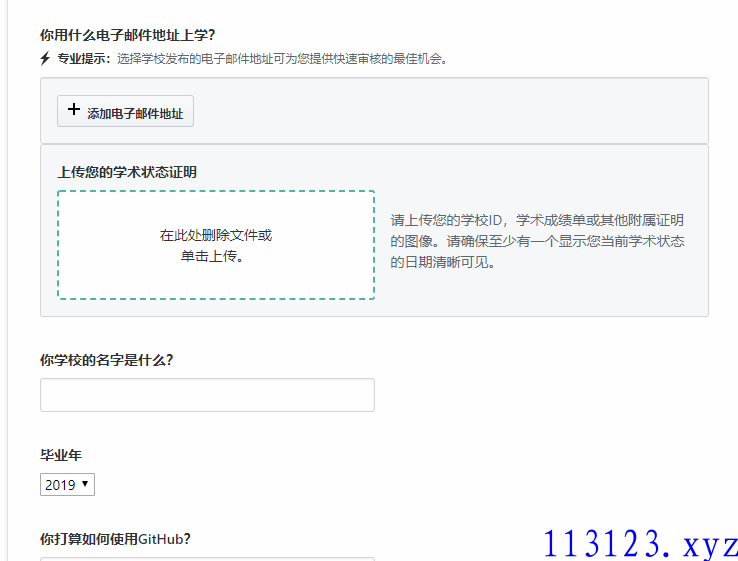 你用什么电子邮件地址上学?
专业提示：选择学校发布的电子邮件地址可为您提供快速审核的最佳机会。
+ 添加电子邮件地址
上传您的学术状态证明
在此处删除文件或
单击上传。
请上传您的学校ID，学术成绩单或其他附属证明
的图像。请确保至少有一个显示您当前学术状态
的日期清晰可见。
你学校的名字是什么?
毕业年
2019
你打算如何使用GitHub?
113123.xyz